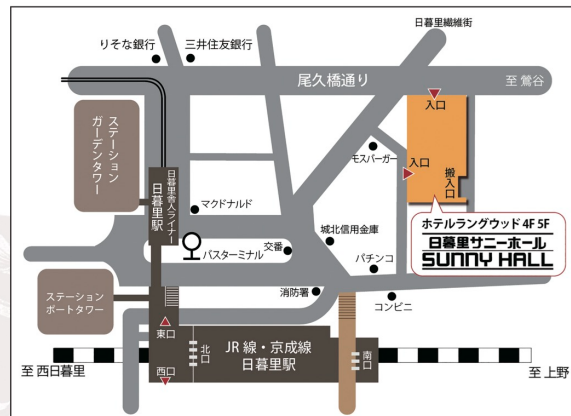 日暮里繊維街
りそな銀行
三井住友銀行
尾久橋通り
至 鶯谷
入口
ステーション
ガーデンタワー
モスバーガー
入口
搬入口
日暮里舎人ライナー
日暮里駅
マクドナルド
ホテルラングウッド 4F 5F
日暮里サニーホール
SUNNY HALL
城北信用金庫
交番
バスターミナル
パチンコ
ステーション
ポートタワー
消防署
コンビニ
東口
北口
JR 線・京成線
日暮里駅
南口
西口
至 西日暮里
至 上野